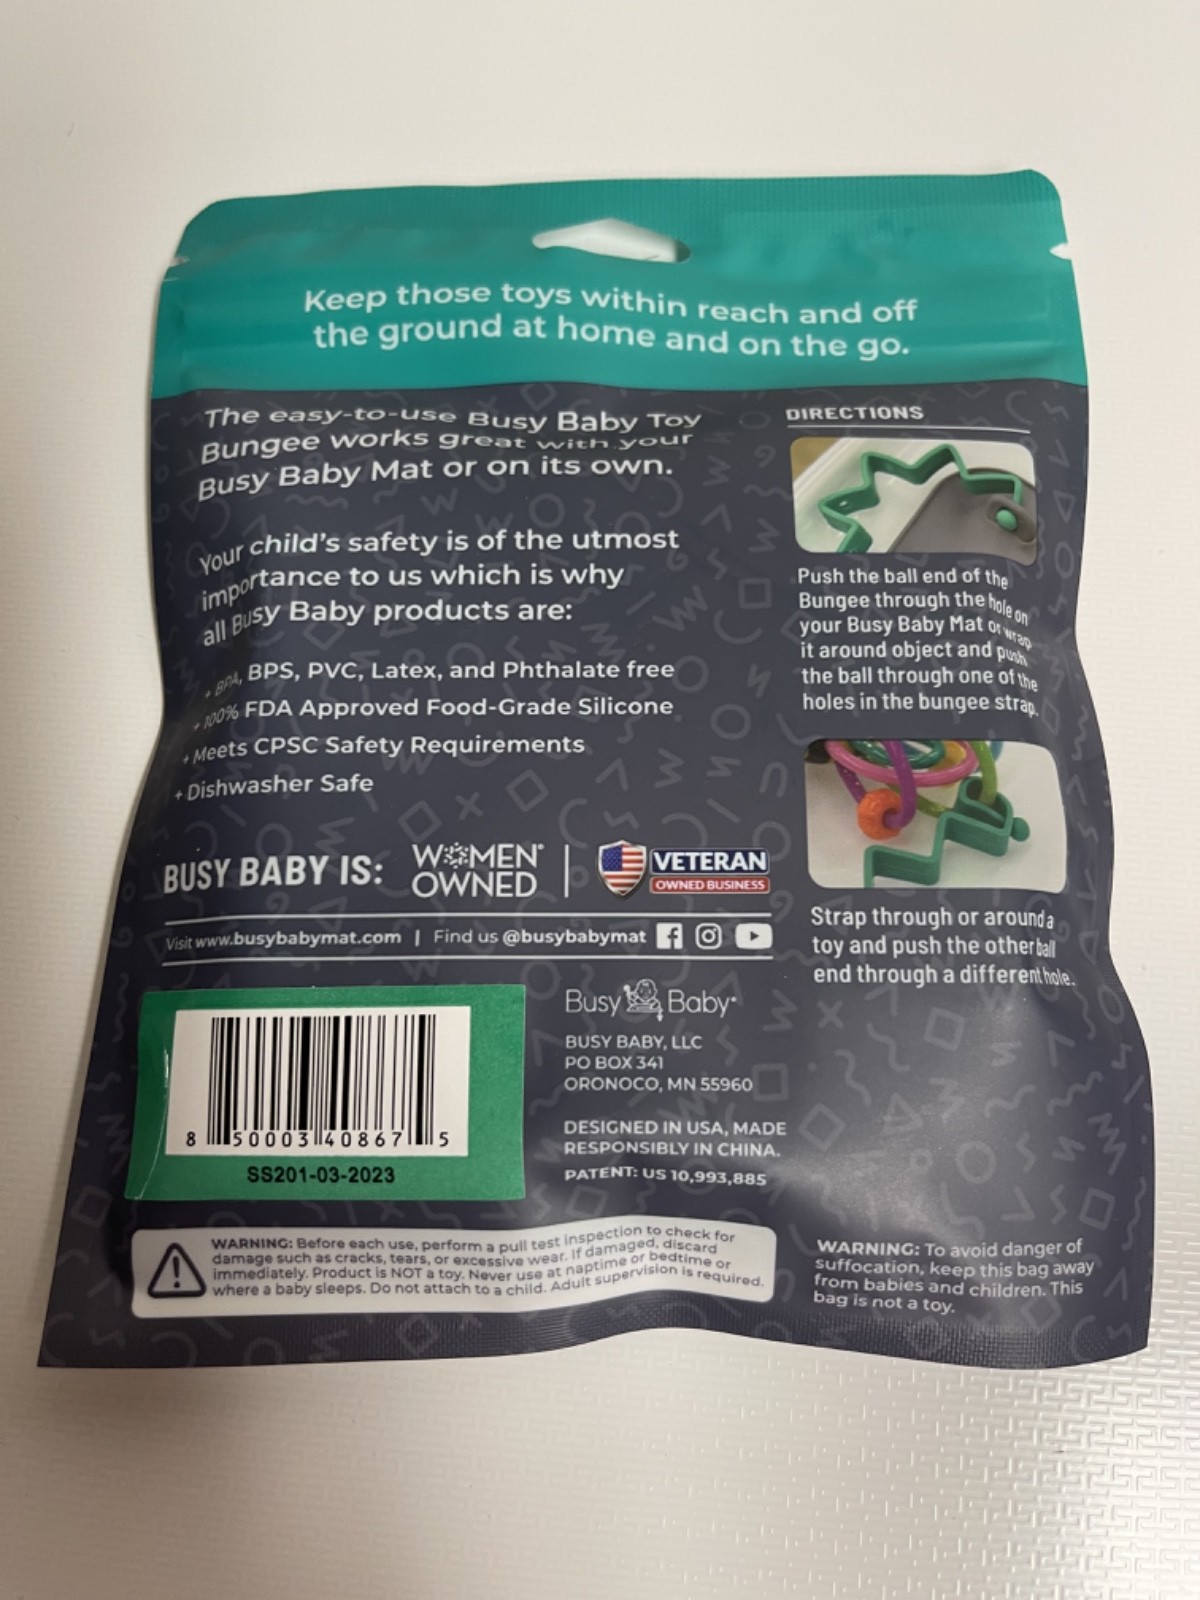 Keep those toys within reach and off
the ground at home and on the go.
The easy-to-use Busy Baby Toy
Bungee works great with your
Busy Baby Mat or on its own.
Your child's safety is of the utmost
importance to us which is why
all Busy Baby products are:
+ BPA, BPS, PVC, Latex, and Phthalate free
+ 100% FDA Approved Food-Grade Silicone
+ Meets CPSC Safety Requirements
+ Dishwasher Safe
BUSY BABY IS:
WOMEN
OWNED
VETERAN
OWNED BUSINESS
Visit www.busybabymat.com | Find us @busybabymat
DIRECTIONS
Push the ball end of the
Bungee through the hole on
your Busy Baby Mat or wrap
it around object and push
the ball through one of the
holes in the bungee strap.
Strap through or around a
toy and push the other ball
end through a different hole.
8 50003 40867 5
SS201-03-2023
Busy Baby
BUSY BABY, LLC
PO BOX 341
ORONOCO, MN 55960
DESIGNED IN USA, MADE
RESPONSIBLY IN CHINA.
PATENT: US 10,993,885
WARNING: Before each use, perform a pull test inspection to check for
damage such as cracks, tears, or excessive wear. If damaged, discard
immediately. Product is NOT a toy. Never use at naptime or bedtime or
where a baby sleeps. Do not attach to a child. Adult supervision is required.
WARNING: To avoid danger of
suffocation, keep this bag away
from babies and children. This
bag is not a toy.